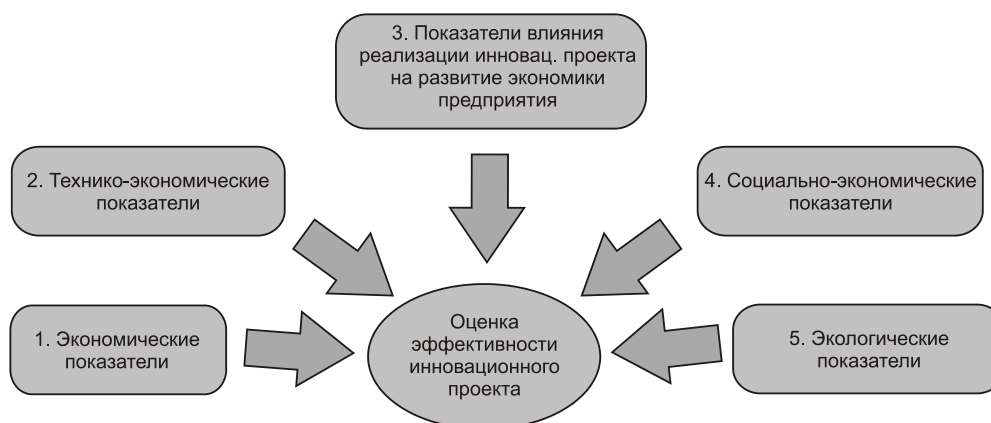 3. Показатели влияния
реализации инновац. проекта
на развитие экономики
предприятия
2. Технико-экономические
показатели
4. Социально-экономические
показатели
1. Экономические
показатели
Оценка
эффективности
инновационного
проекта
5. Экологические
показатели